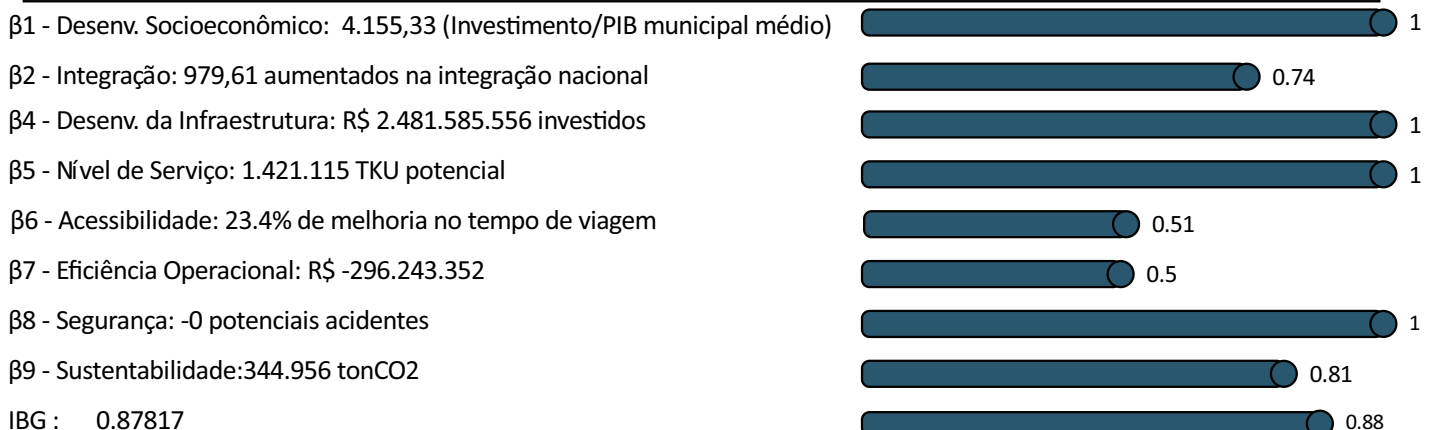 β1 - Desenv. Socioeconômico:  4.155,33 (Investimento/PIB municipal médio) 1
β2 - Integração: 979,61 aumentados na integração nacional 0.74
β4 - Desenv. da Infraestrutura: R$ 2.481.585.556 investidos 1
β5 - Nível de Serviço: 1.421.115 TKU potencial 1
β6 - Acessibilidade: 23.4% de melhoria no tempo de viagem 0.51
β7 - Eficiência Operacional: R$ -296.243.352 0.5
β8 - Segurança: -0 potenciais acidentes 1
β9 - Sustentabilidade:344.956 tonCO2 0.81
IBG :    0.87817 0.88